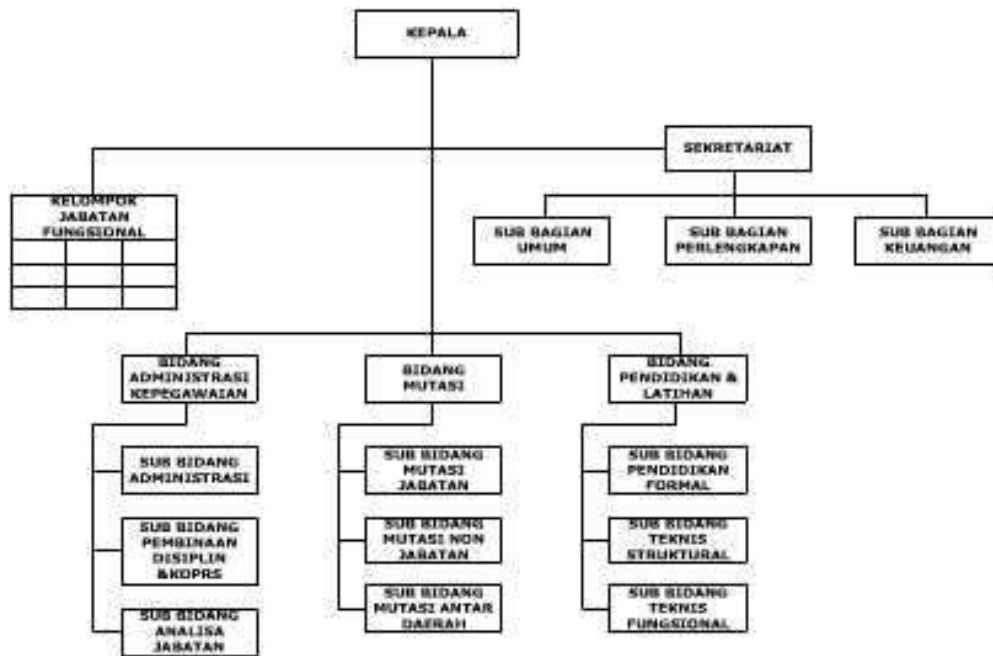 KEPALA
SEKRETARIAT
KELOMPOK
JABATAN
FUNGSIONAL
SUB BAGIAN
UMUM
SUB BAGIAN
PERLENGKAPAN
SUB BAGIAN
KEUANGAN
BIDANG
ADMINISTRASI
KEPEGAWAIAN
BIDANG
MUTASI
BIDANG
PENDIDIKAN &
LATIHAN
SUB BIDANG
ADMINISTRASI
SUB BIDANG
PEMBINAAN
DISIPLIN
&KOPRS
SUB BIDANG
ANALISA
JABATAN
SUB BIDANG
MUTASI
JABATAN
SUB BIDANG
MUTASI NON
JABATAN
SUB BIDANG
MUTASI ANTAR
DAERAH
SUB BIDANG
PENDIDIKAN
FORMAL
SUB BIDANG
TEKNIS
STRUKTURAL
SUB BIDANG
TEKNIS
FUNGSIONAL